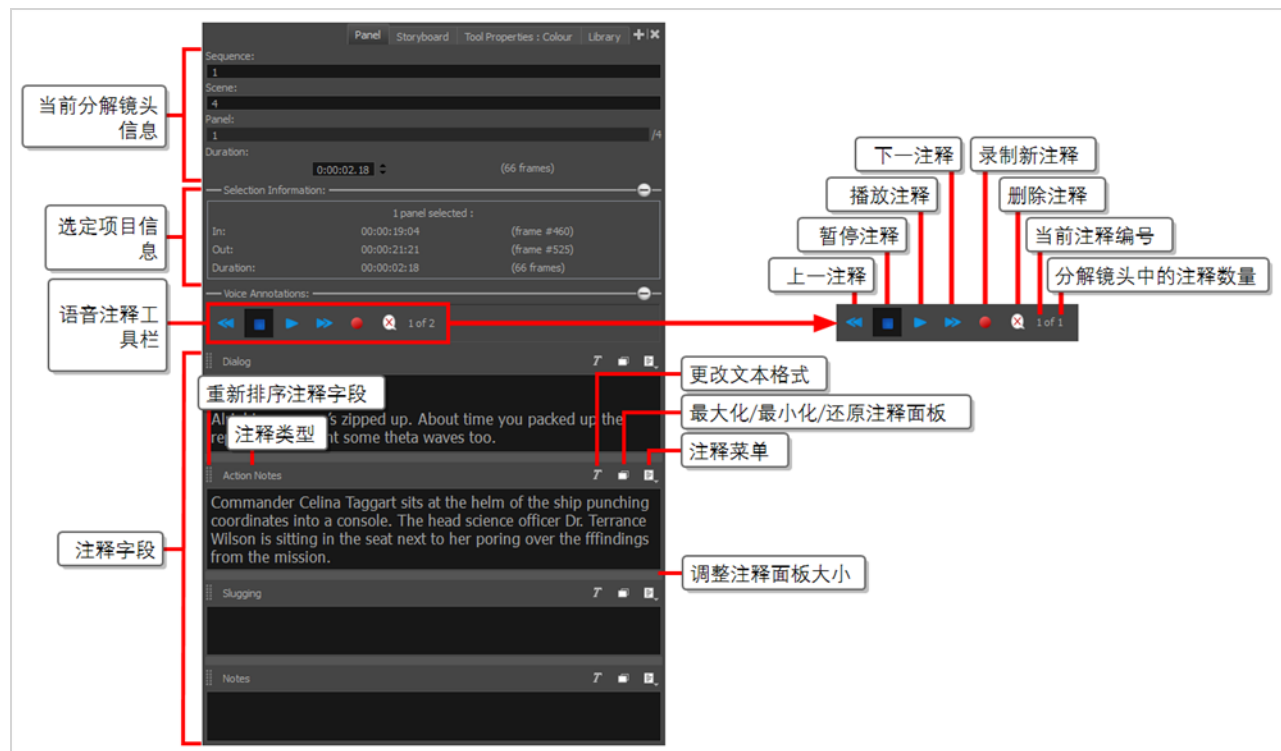 Panel Storyboard Tool Properties : Colour Library
Sequence:
1
Scene:
4
Panel:
1 /4
Duration:
0:00:02.18 (66 frames)
Selection Information:
1 panel selected :
In: 00:00:19:04 (frame #460)
Out: 00:00:21:21 (frame #525)
Duration: 00:00:02:18 (66 frames)
Voice Annotations:
1 of 2
Dialog
zipped up. About time you packed up the
some theta waves too.
Action Notes
Commander Celina Taggart sits at the helm of the ship punching
coordinates into a console. The head science officer Dr. Terrance
Wilson is sitting in the seat next to her poring over the fffindings
from the mission.
Slugging
Notes
当前分解镜头
信息
选定项目信
息
语音注释工
具栏
重新排序注释字段
注释类型
注释字段
更改文本格式
最大化/最小化/还原注释面板
注释菜单
调整注释面板大小
下一注释
录制新注释
播放注释
删除注释
暂停注释
当前注释编号
上一注释
分解镜头中的注释数量
1 of 1